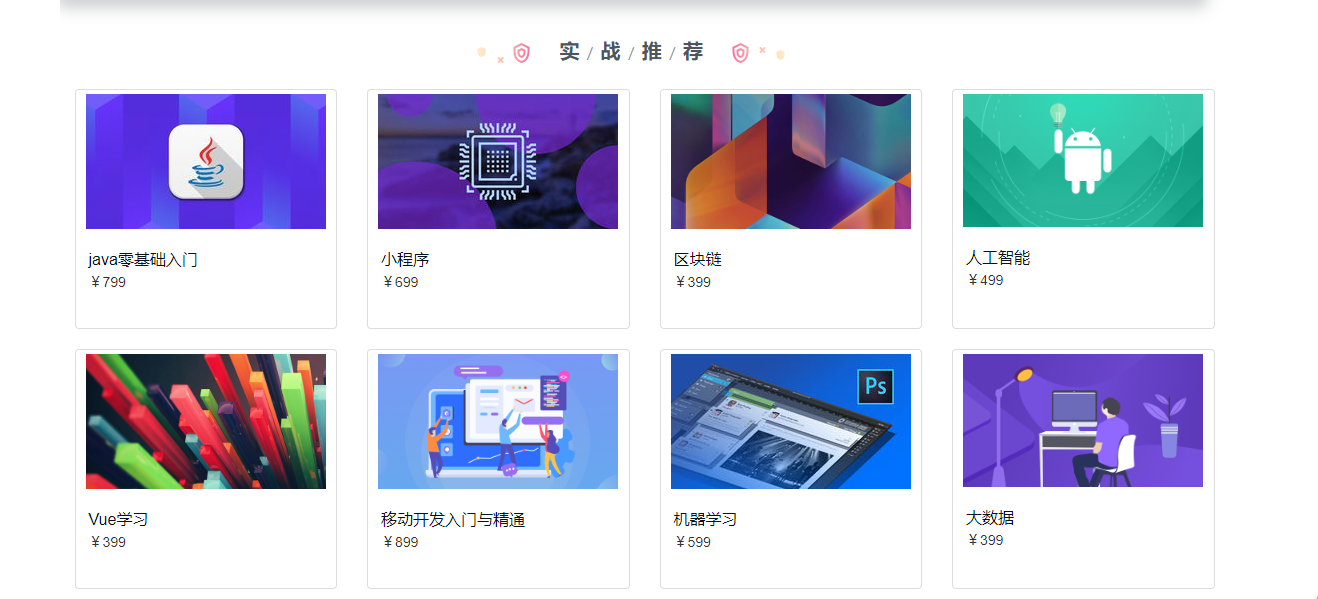 实 / 战 / 推 / 荐
java零基础入门
￥799
小程序
￥699
区块链
￥399
人工智能
￥499
Ps
Vue学习
￥399
移动开发入门与精通
￥899
机器学习
￥599
大数据
￥399